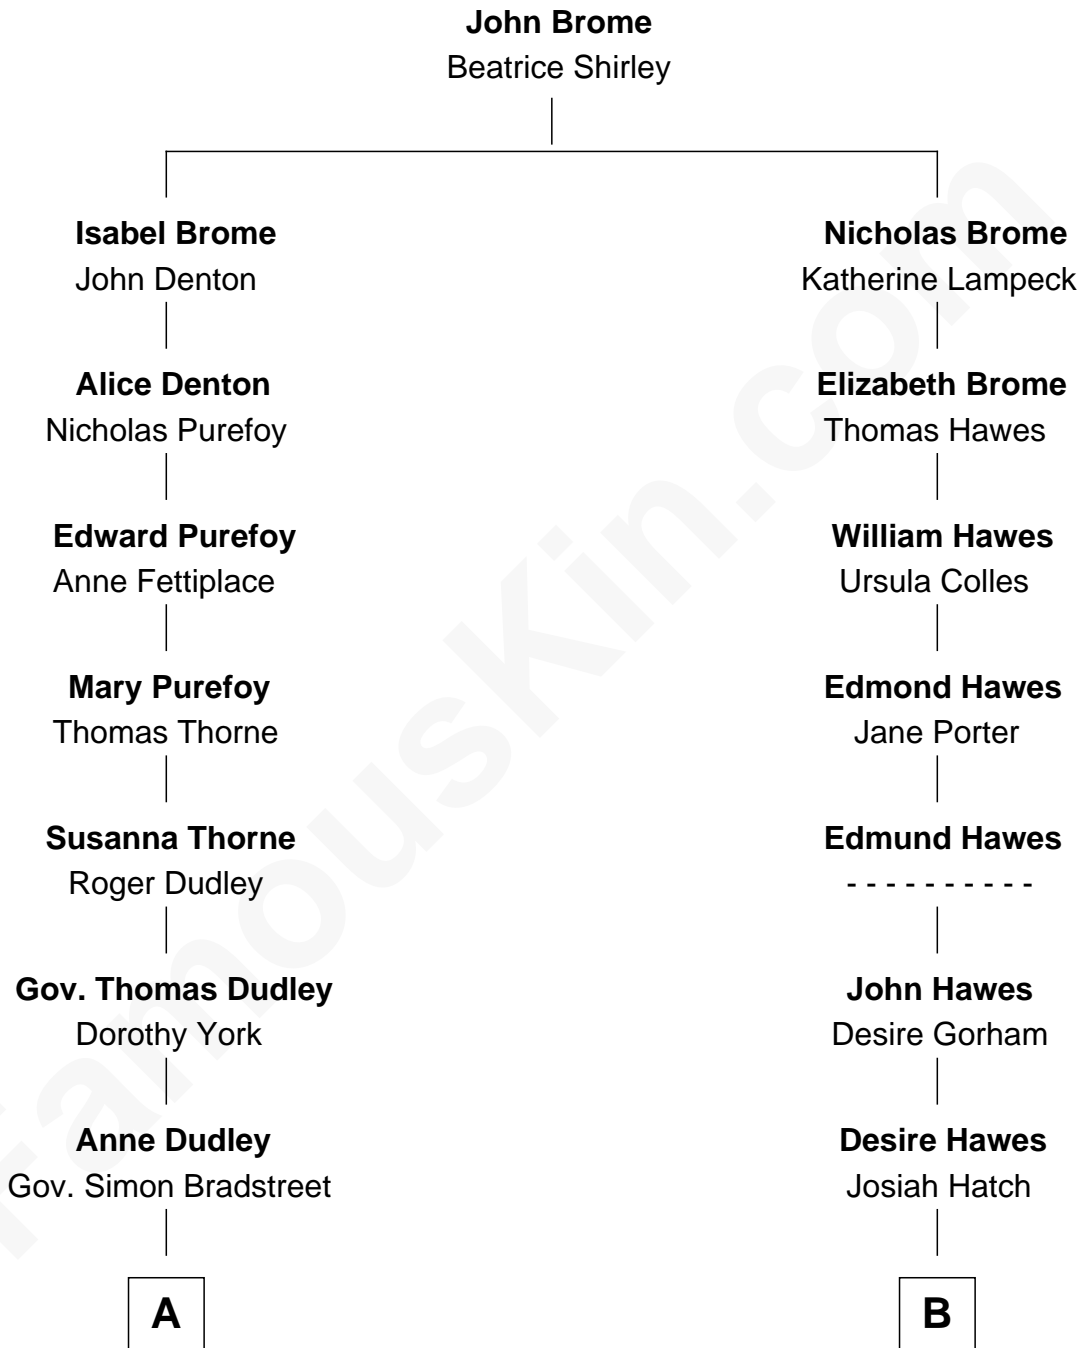 John Brome
Beatrice Shirley
Isabel Brome
John Denton
Nicholas Brome
Katherine Lampeck
Alice Denton
Nicholas Purefoy
Elizabeth Brome
Thomas Hawes
Edward Purefoy
Anne Fettiplace
William Hawes
Ursula Colles
Mary Purefoy
Thomas Thorne
Edmond Hawes
Jane Porter
Susanna Thorne
Roger Dudley
Edmund Hawes
- - - - - - - - - -
Gov. Thomas Dudley
Dorothy York
John Hawes
Desire Gorham
Anne Dudley
Gov. Simon Bradstreet
Desire Hawes
Josiah Hatch
A
B
FamousKin.com